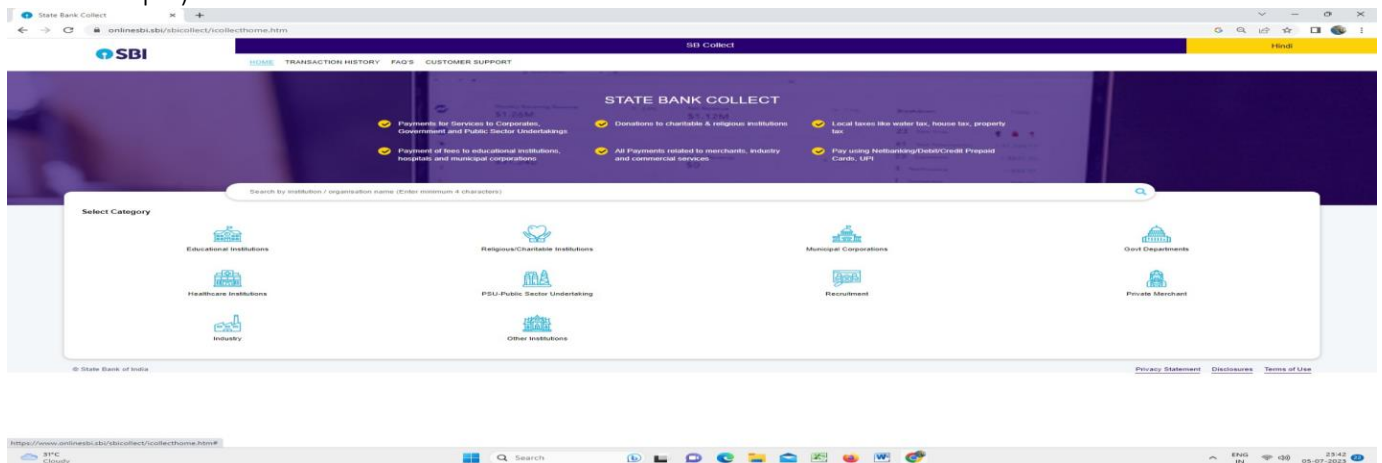 State Bank Collect
onlinesbi.sbi/sbicollect/icollecthome.htm
SBI
SB Collect
Hindi
HOME TRANSACTION HISTORY FAQ'S CUSTOMER SUPPORT
STATE BANK COLLECT
Payments for Services to Corporates,
Government and Public Sector Undertakings
Donations to charitable & religious institutions
Local taxes like water tax, house tax, property
tax
Payment of fees to educational institutions,
hospitals and municipal corporations
All Payments related to merchants, industry
and commercial services
Pay using Netbanking/Debit/Credit Prepaid
Cards, UPI
Search by institution / organisation name (Enter minimum 4 characters)
Select Category
Educational Institutions
Religious/Charitable Institutions
Municipal Corporations
Govt Departments
Healthcare Institutions
PSU-Public Sector Undertaking
Recruitment
Private Merchant
Industry
Other Institutions
© State Bank of India
Privacy Statement Disclosures Terms of Use
https://www.onlinesbi.sbi/sbicollect/icollecthome.htm#
31°C
Cloudy
Search
ENG
IN
23:42
05-07-2023